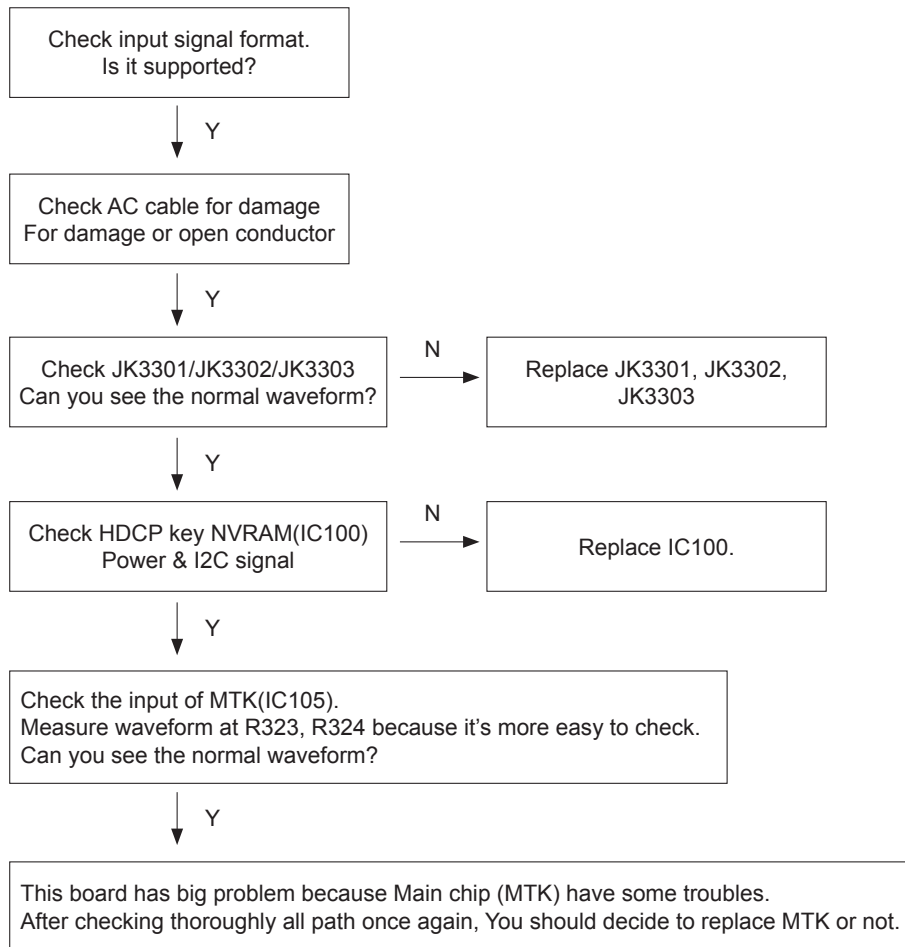 Check input signal format.
Is it supported?
Y
Check AC cable for damage
For damage or open conductor
Y
Check JK3301/JK3302/JK3303
Can you see the normal waveform?
N
Replace JK3301, JK3302,
JK3303
Y
Check HDCP key NVRAM(IC100)
Power & I2C signal
N
Replace IC100.
Y
Check the input of MTK(IC105).
Measure waveform at R323, R324 because it’s more easy to check.
Can you see the normal waveform?
Y
This board has big problem because Main chip (MTK) have some troubles.
After checking thoroughly all path once again, You should decide to replace MTK or not.